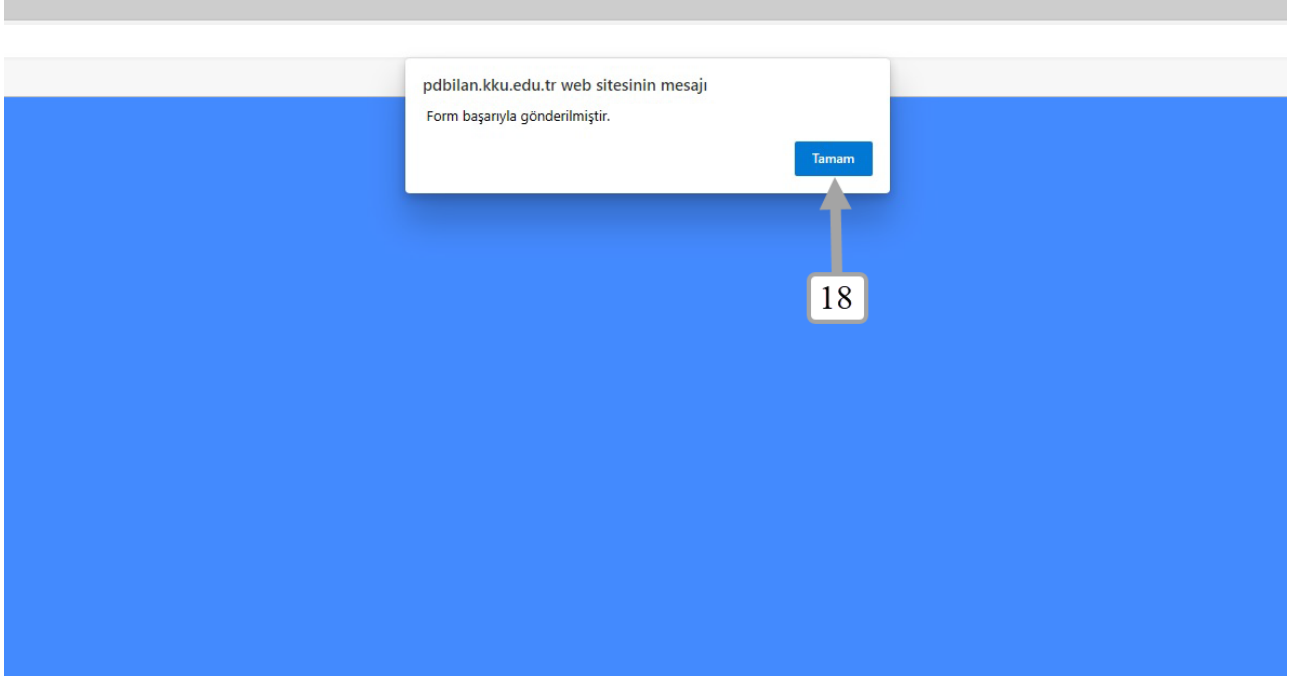 pdbilan.kku.edu.tr web sitesinin mesajı
Form başarıyla gönderilmiştir.
Tamam
18